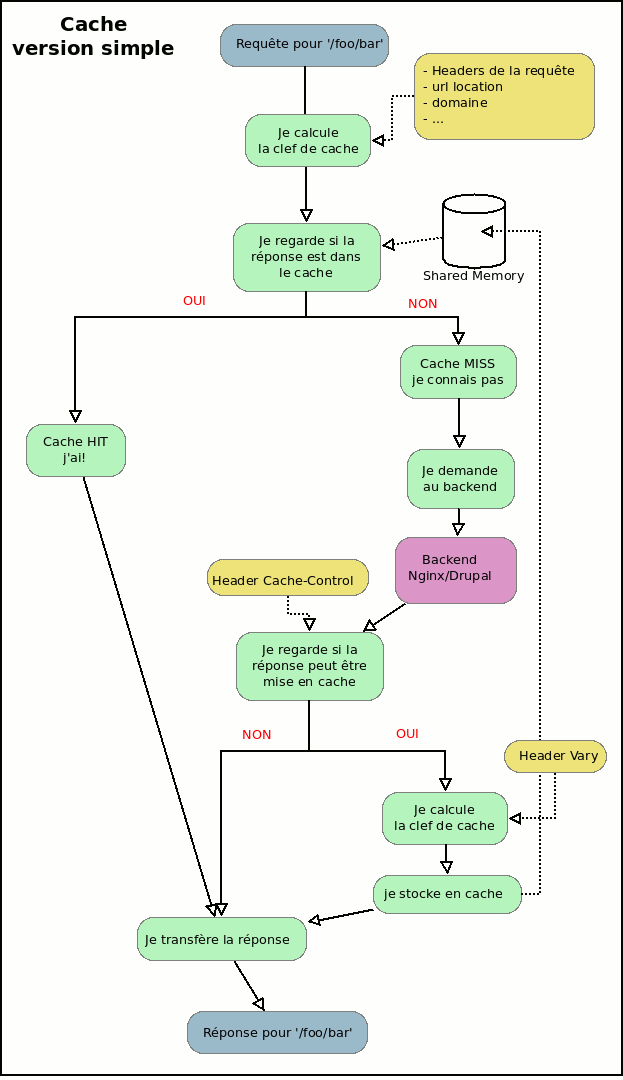 Cache
version simple
Requête pour '/foo/bar'
- Headers de la requête
- url location
- domaine
- ...
Je calcule
la clef de cache
Je regarde si la
réponse est dans
le cache
Shared Memory
OUI
NON
Cache MISS
je connais pas
Cache HIT
j'ai!
Je demande
au backend
Backend
Nginx/Drupal
Header Cache-Control
Je regarde si la
réponse peut être
mise en cache
NON
OUI
Header Vary
Je calcule
la clef de cache
je stocke en cache
Je transfère la réponse
Réponse pour '/foo/bar'